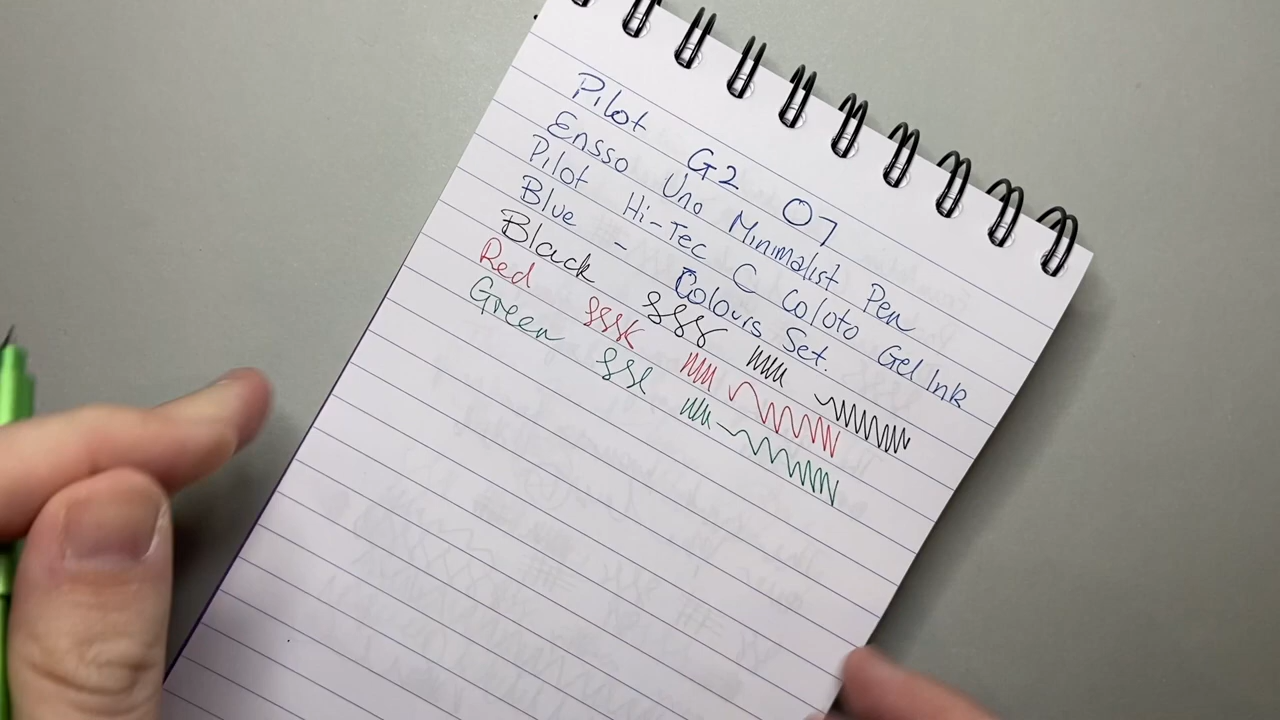 Pilot G2 07
Ensso Uno Minimalist Pen
Pilot Hi-Tec C Coloto Gel Ink
Blue - Colours Set.
Black
Red
Green